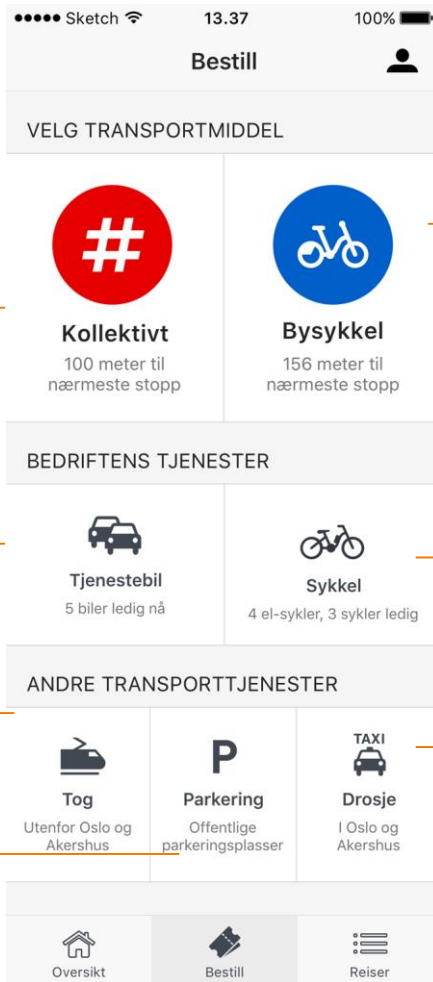 Sketch 13.37 100%
Bestill
VELG TRANSPORTMIDDEL
#
Kollektivt
100 meter til
nærmeste stopp
Bysykkel
156 meter til
nærmeste stopp
BEDRIFTENS TJENESTER
Tjenestebil
5 biler ledig nå
Sykkel
4 el-sykler, 3 sykler ledig
ANDRE TRANSPORTTJENESTER
Tog
Utenfor Oslo og
Akershus
P
Parkering
Offentlige
parkeringsplasser
TAXI
Drosje
I Oslo og
Akershus
Oversikt
Bestill
Reiser